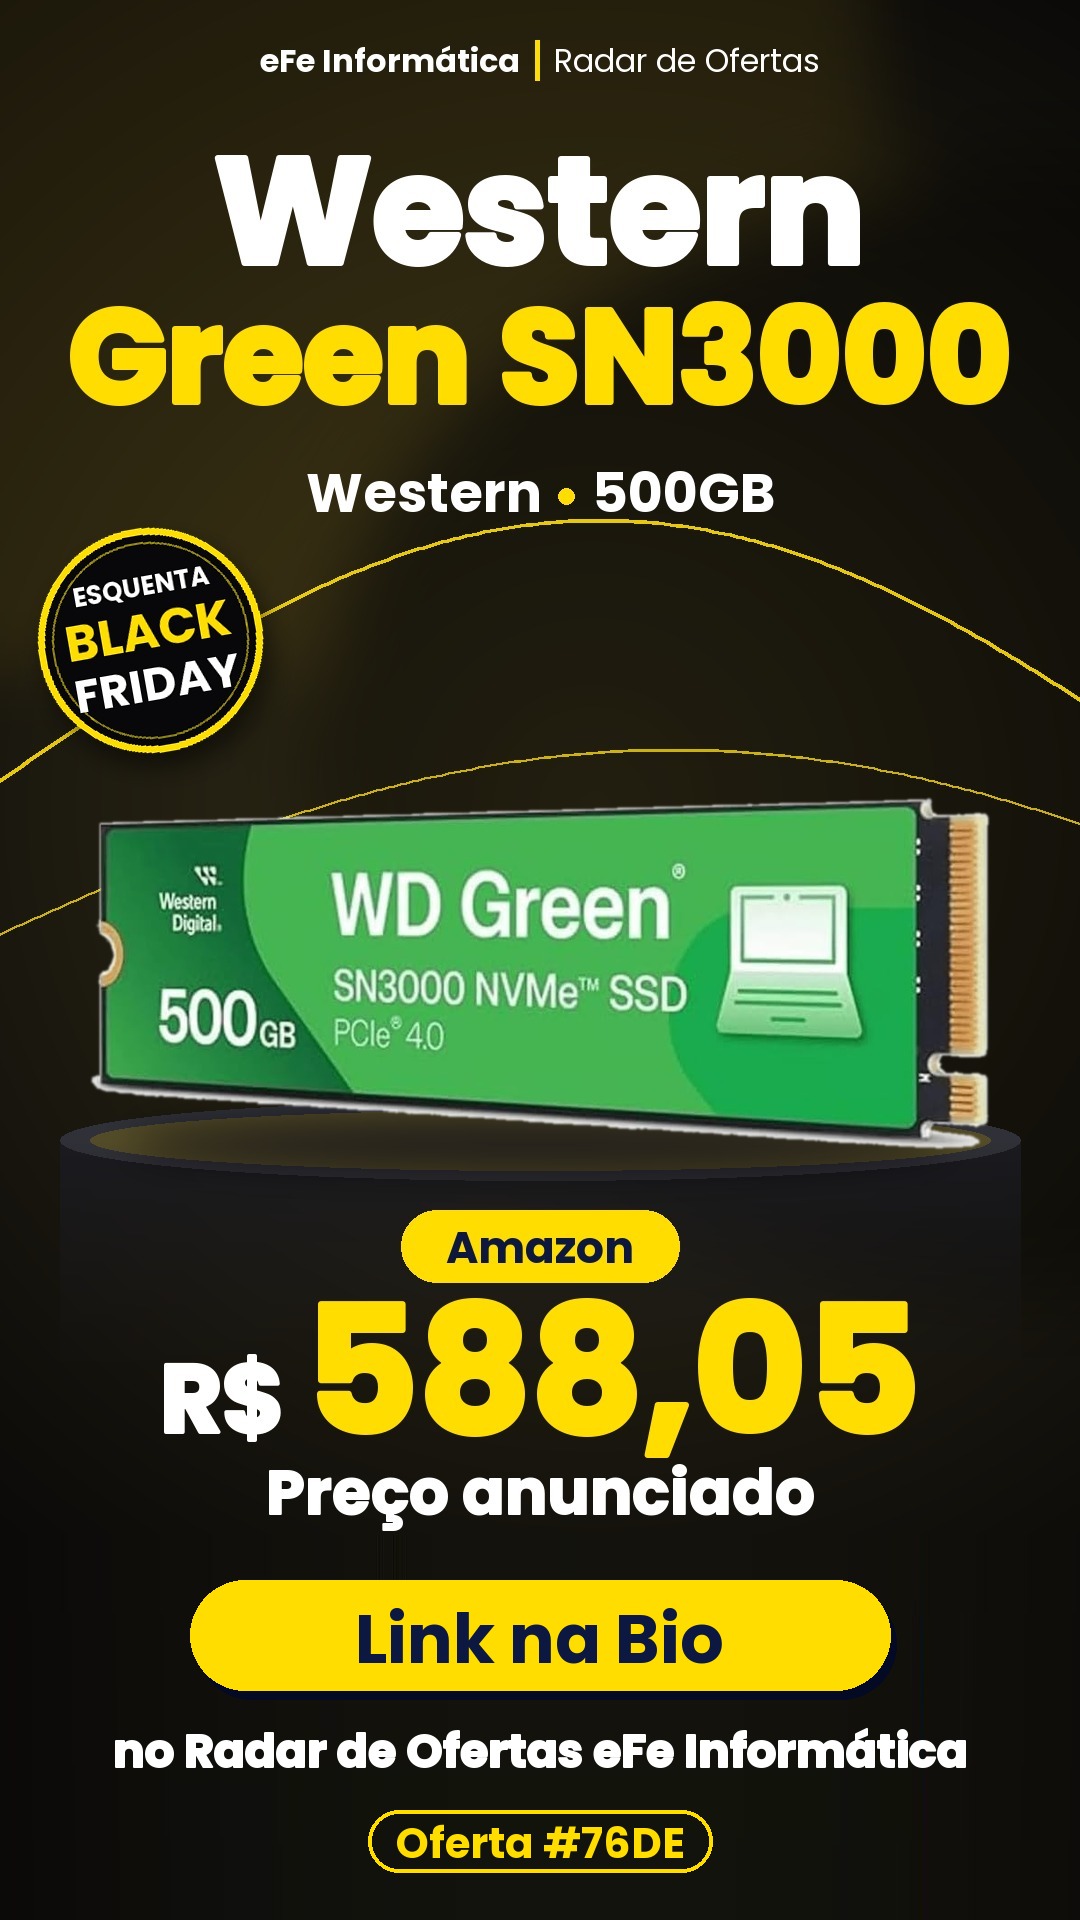 eFe Informática | Radar de Ofertas
Western
Green SN3000
Western • 500GB
ESQUENTA
BLACK
FRIDAY
Western
Digital
500GB
WD Green®
SN3000 NVMe™ SSD
PCIe® 4.0
Amazon
R$ 588,05
Preço anunciado
Link na Bio
no Radar de Ofertas eFe Informática
Oferta #76DE